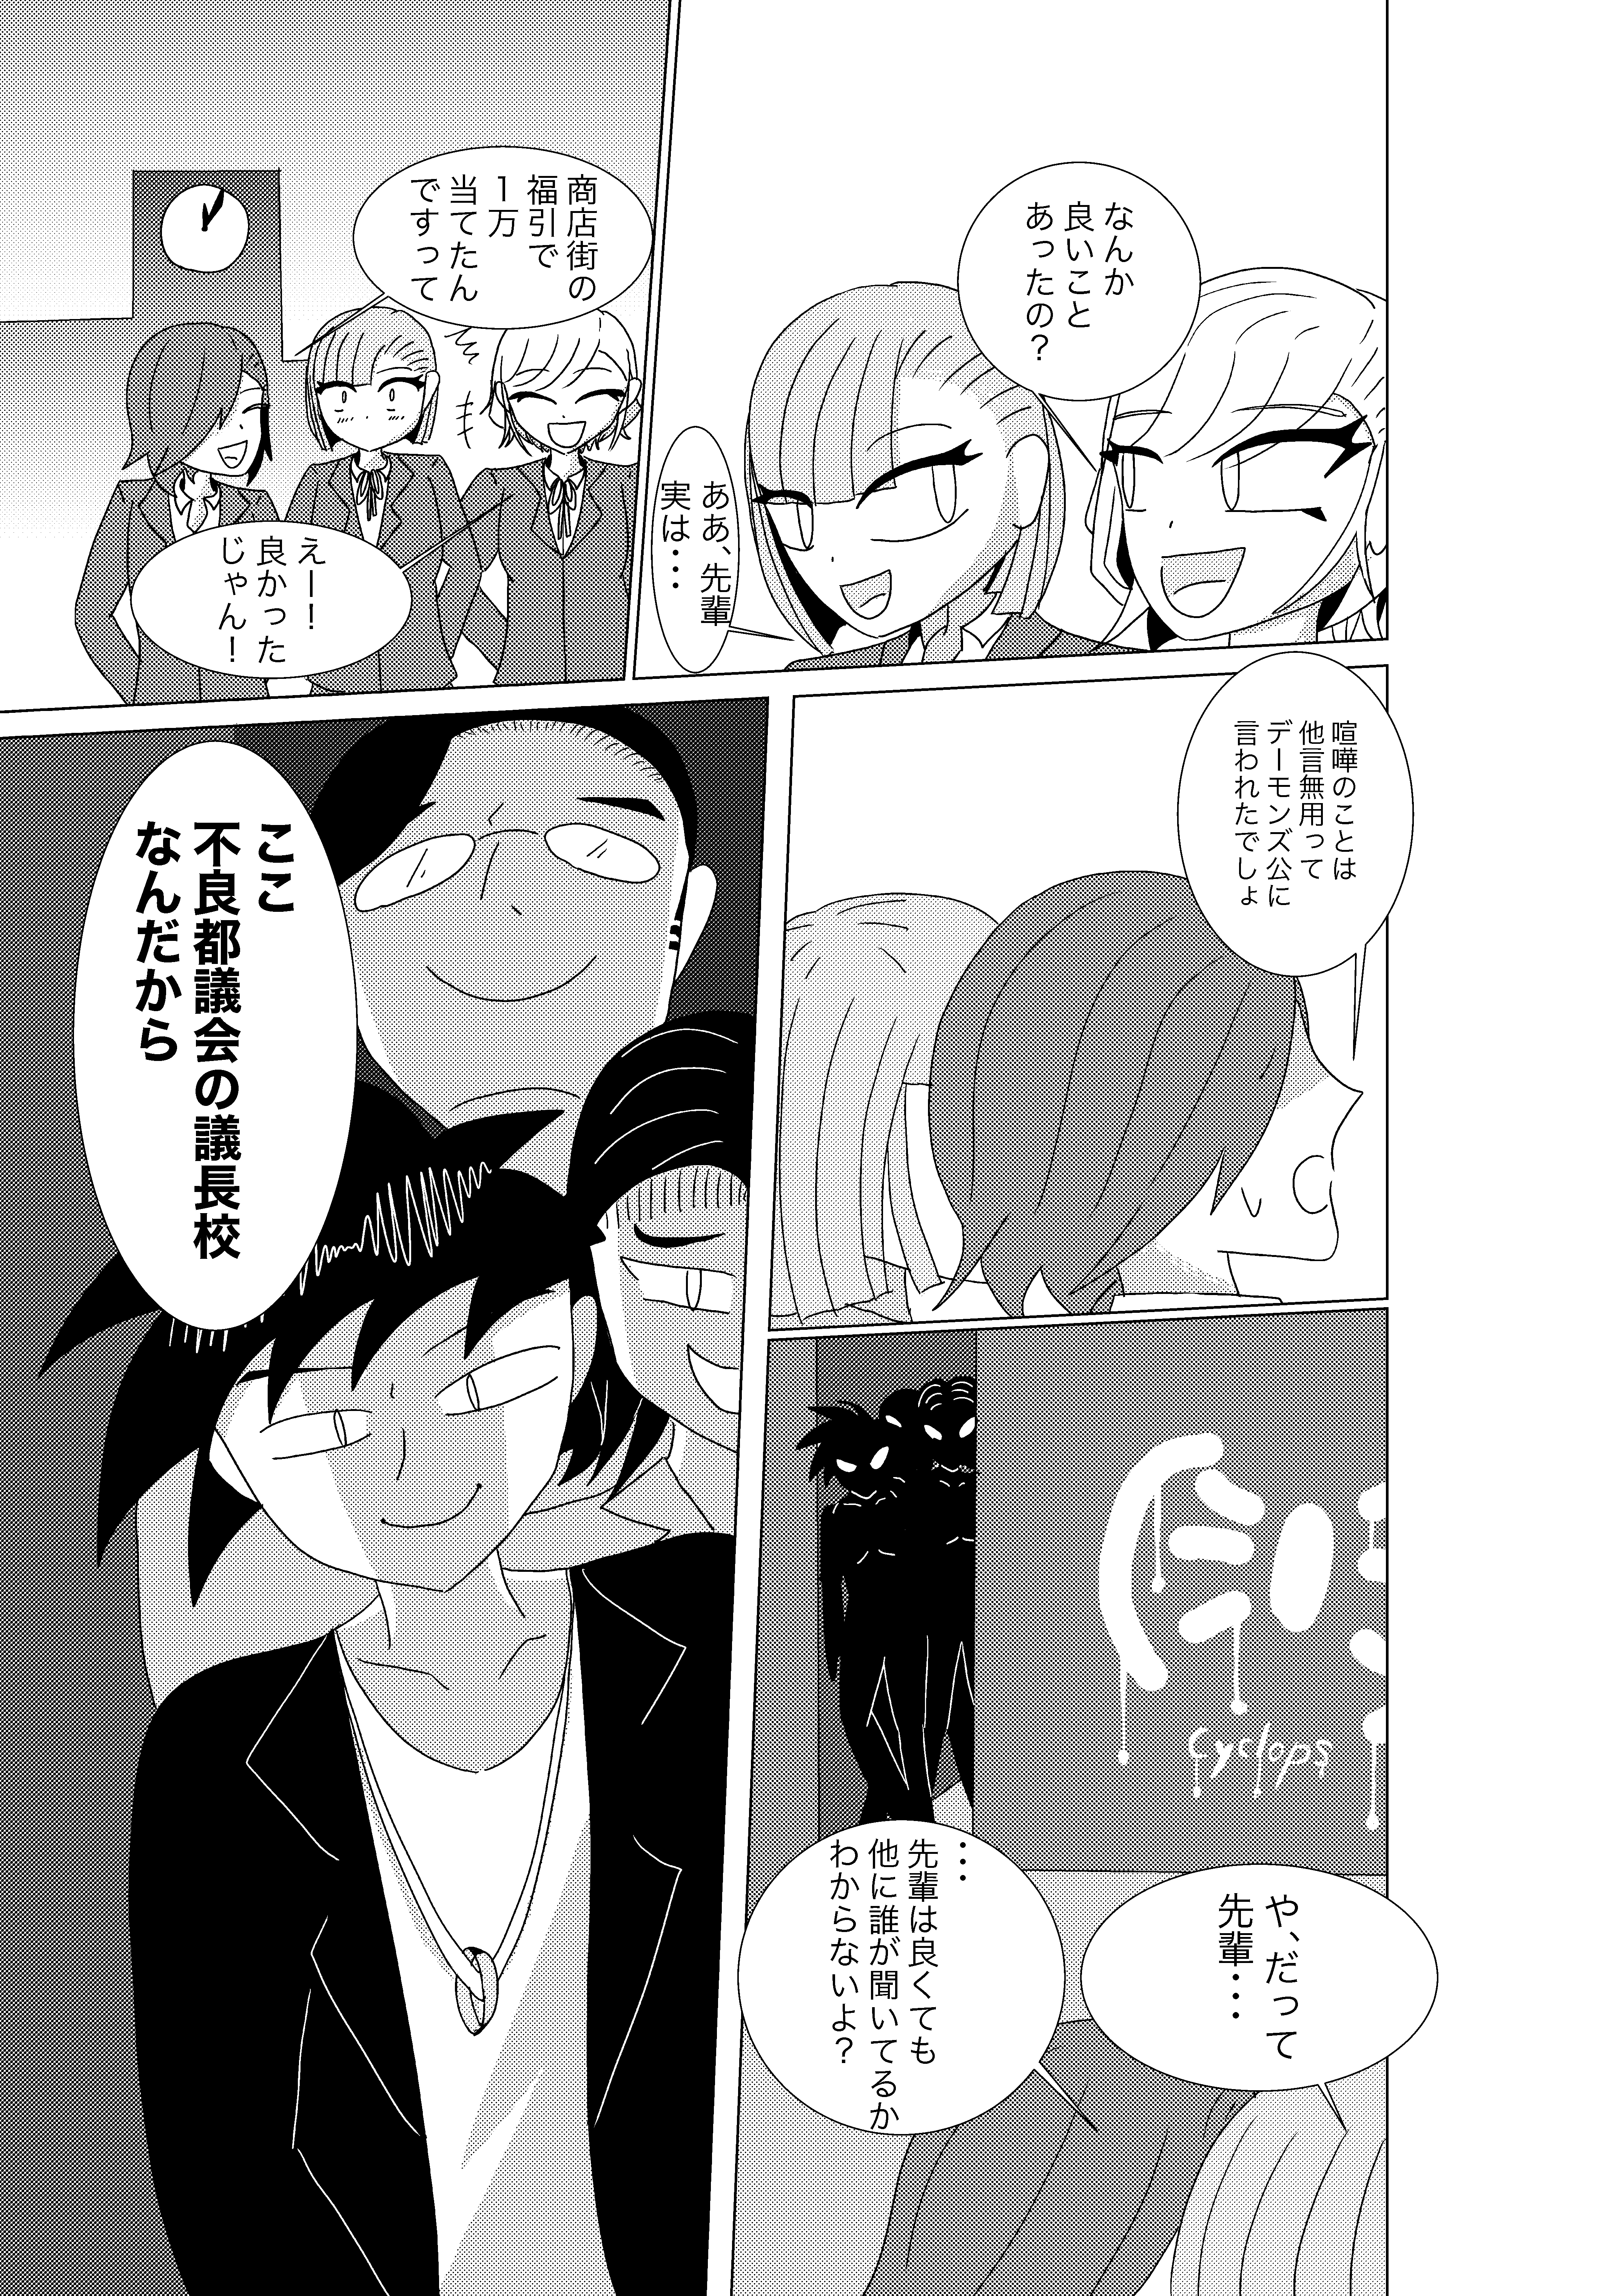 なんか
良いこと
あったの？
ああ、先輩
実は・・・
商店街の
福引で
１万
当てたん
ですって
えー！
良かった
じゃん！
喧嘩のことは
他言無用って
デーモンズ公に
言われたでしょ
cyclops
や、だって
先輩・・・
・・・
先輩は良くても
他に誰が聞いてるか
わからないよ？
ここ
不良都議会の議長校
なんだから